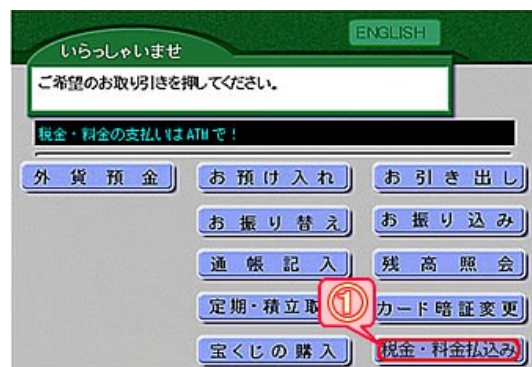 ENGLISH
いらっしゃいませ
ご希望のお取り引きを押してください。
税金・料金の支払いはATMで！
外貨預金 お預け入れ お引き出し
お振り替え お振り込み
通帳記入 残高照会
定期・積立取 ① カード暗証変更
宝くじの購入 税金・料金払込み